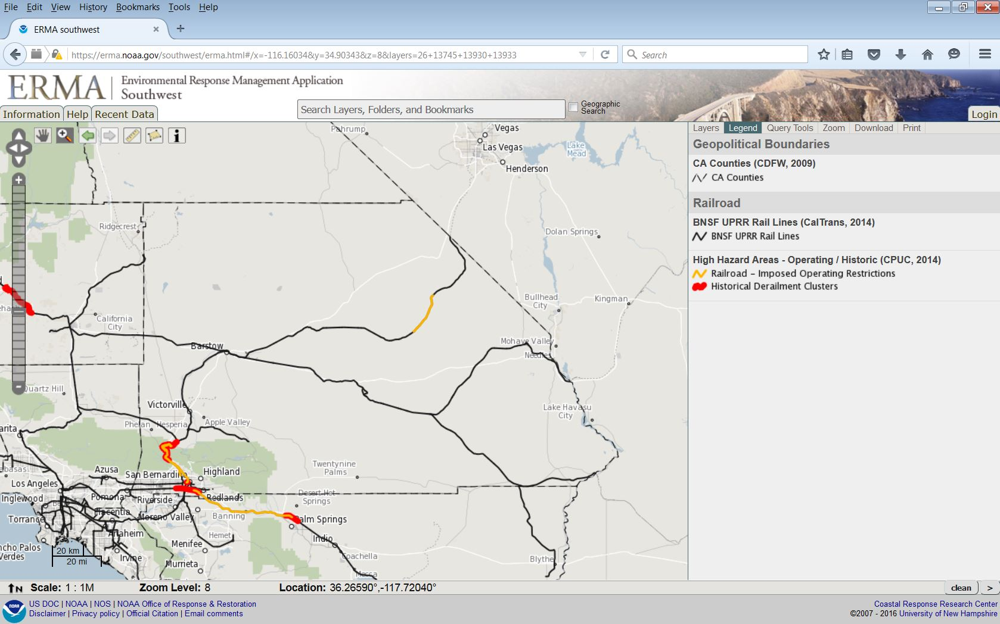 File Edit View History Bookmarks Tools Help
ERMA southwest
https://erma.noaa.gov/southwest/erma.html#/x=-116.16034&y=34.90343&z=8&layers=26+13745+13930+13933
Search
ERMA
Environmental Response Management Application
Southwest
Search Layers, Folders, and Bookmarks
Geographic
Search
Information Help Recent Data
Login
Layers Legend Query Tools Zoom Download Print
Geopolitical Boundaries
CA Counties (CDFW, 2009)
CA Counties
Railroad
BNSF UPRR Rail Lines (CalTrans, 2014)
BNSF UPRR Rail Lines
High Hazard Areas - Operating / Historic (CPUC, 2014)
Railroad – Imposed Operating Restrictions
Historical Derailment Clusters
Pahrump
Vegas
Las Vegas
Lake
Mead
Henderson
Ridgecrest
Dolan Springs
Bullhead
City
Kingman
California
City
Mohave Valley
Barstow
Needles
Quartz Hill
Victorville
Lake Havasu
City
Phelan
Hesperia
Apple Valley
arita
Twentynine
Palms
Azusa
San Bernardino
Highland
abasas
Los Angeles
Inglewood
Pomona
Riverside
Redlands
Desert Hot
Springs
Placentia
Moreno Valley
Banning
Torrance
Palm Springs
Anaheim
Hemet
Indio
Menifee
ncho Palos
Verdes
20 km
20 mi
Irvine
Murrieta
Coachella
Mecca
Blythe
N
Scale: 1 : 1M
Zoom Level: 8
Location: 36.26590°,-117.72040°
clean
>
NOAA
US DOC | NOAA | NOS | NOAA Office of Response & Restoration
Disclaimer | Privacy policy | Official Citation | Email comments
Coastal Response Research Center
©2007 - 2016 University of New Hampshire